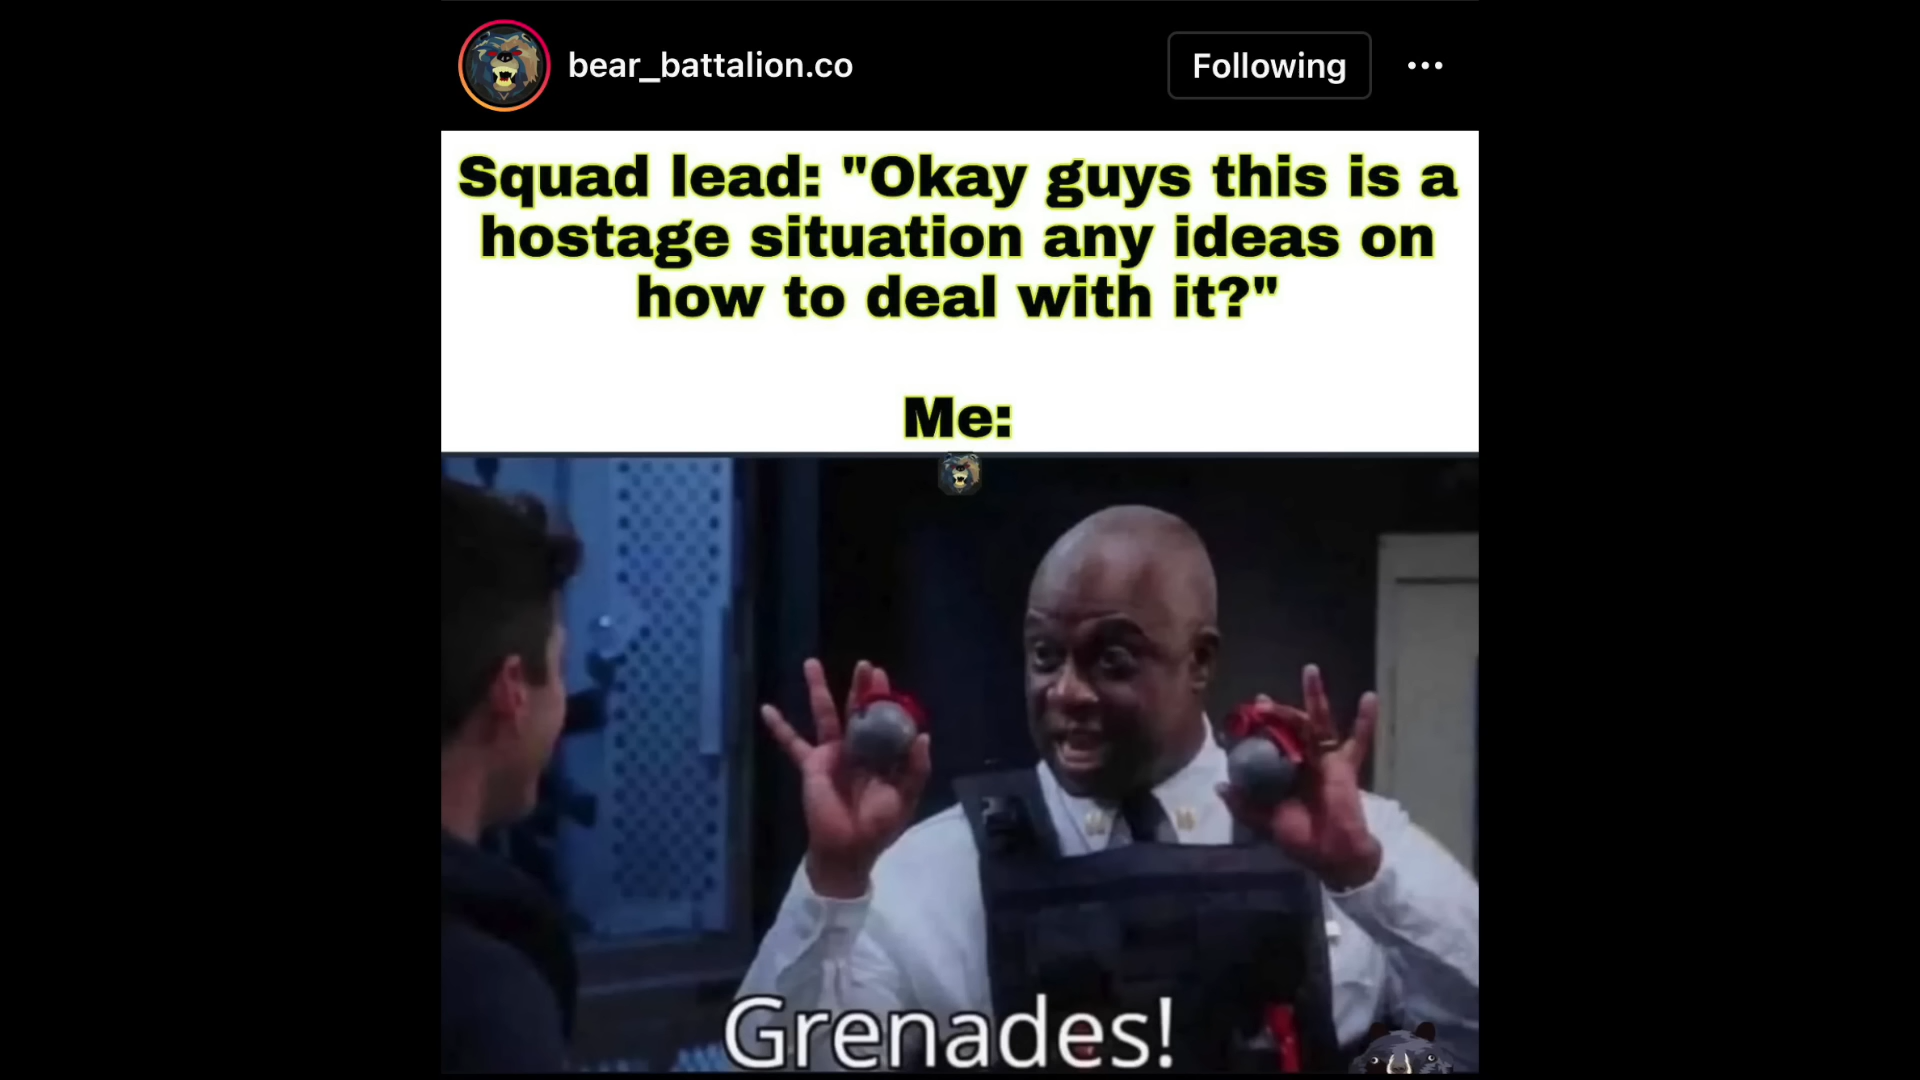 bear_battalion.co
Following
Squad lead: "Okay guys this is a
hostage situation any ideas on
how to deal with it?"
Me:
Grenades!